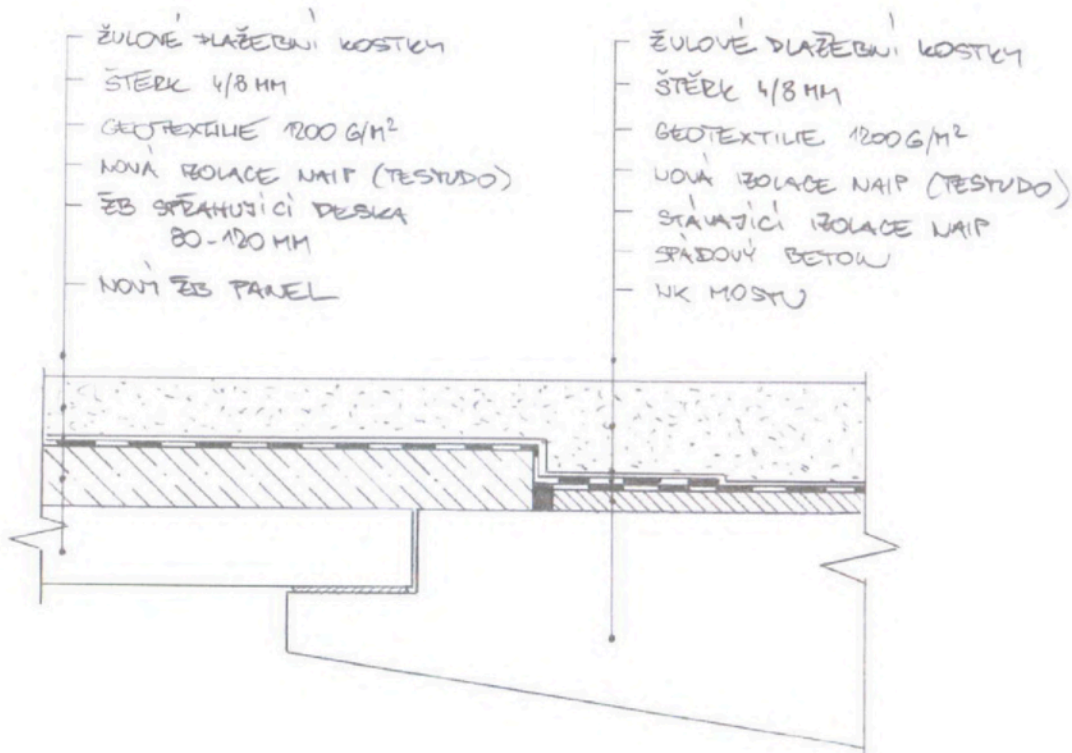 ŽULOVÉ DLAŽEBNÍ KOSTKY
ŠTĚRK 4/8 MM
GEOTEXTILIE 1200 G/M²
NOVÁ IZOLACE NAIP (TESTUDO)
ŽB SPŘAHUJÍCÍ DESKA
80-120 MM
NOVÝ ŽB PANEL
ŽULOVÉ DLAŽEBNÍ KOSTKY
ŠTĚRK 4/8 MM
GEOTEXTILIE 1200 G/M²
NOVÁ IZOLACE NAIP (TESTUDO)
STÁVAJÍCÍ IZOLACE NAIP
SPÁDOVÝ BETON
NK MOSTU